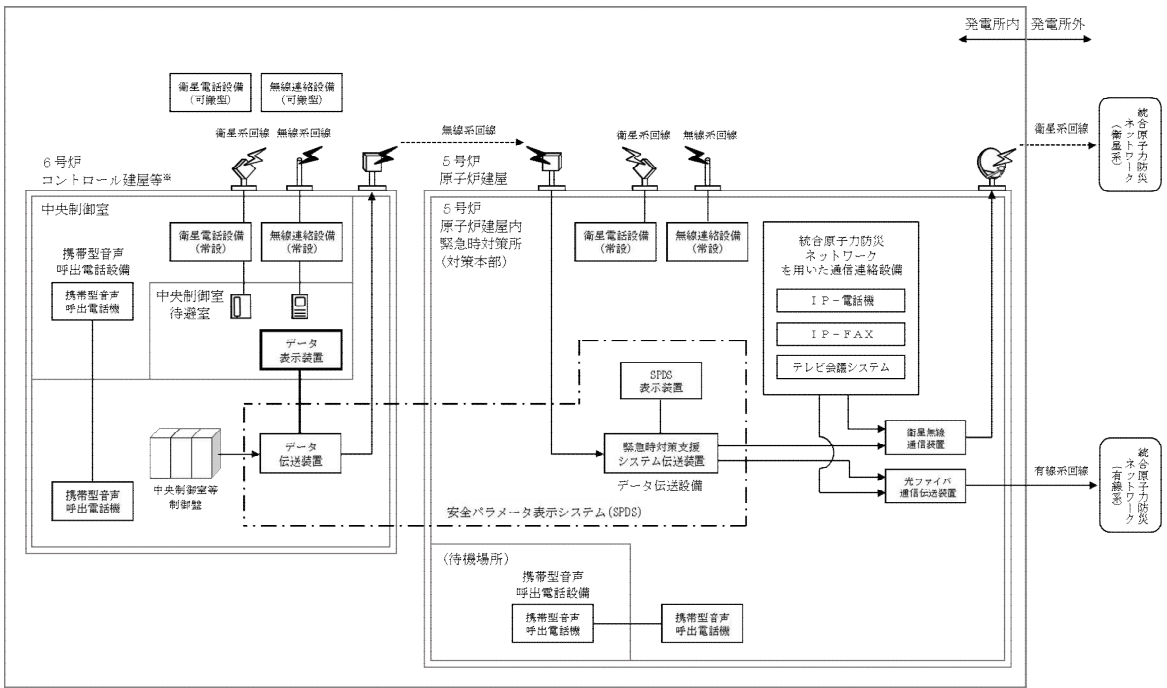 発電所内
発電所外
衛星電話設備
(可搬型)
無線連絡設備
(可搬型)
衛星系回線
無線系回線
無線系回線
衛星系回線
無線系回線
衛星系回線
統合原子力防災
ネットワーク
(衛星系)
6号炉
コントロール建屋等※
5号炉
原子炉建屋
中央制御室
衛星電話設備
(常設)
無線連絡設備
(常設)
携帯型音声
呼出電話設備
携帯型音声
呼出電話機
中央制御室
待避室
データ
表示装置
データ
伝送装置
中央制御室等
制御盤
携帯型音声
呼出電話機
5号炉
原子炉建屋内
緊急時対策所
(対策本部)
衛星電話設備
(常設)
無線連絡設備
(常設)
統合原子力防災
ネットワーク
を用いた通信連絡設備
IP-電話機
IP-FAX
テレビ会議システム
SPDS
表示装置
緊急時対策支援
システム伝送装置
データ伝送設備
安全パラメータ表示システム(SPDS)
衛星無線
通信装置
光ファイバ
通信伝送装置
有線系回線
統合原子力防災
ネットワーク
(有線系)
(待機場所)
携帯型音声
呼出電話設備
携帯型音声
呼出電話機
携帯型音声
呼出電話機